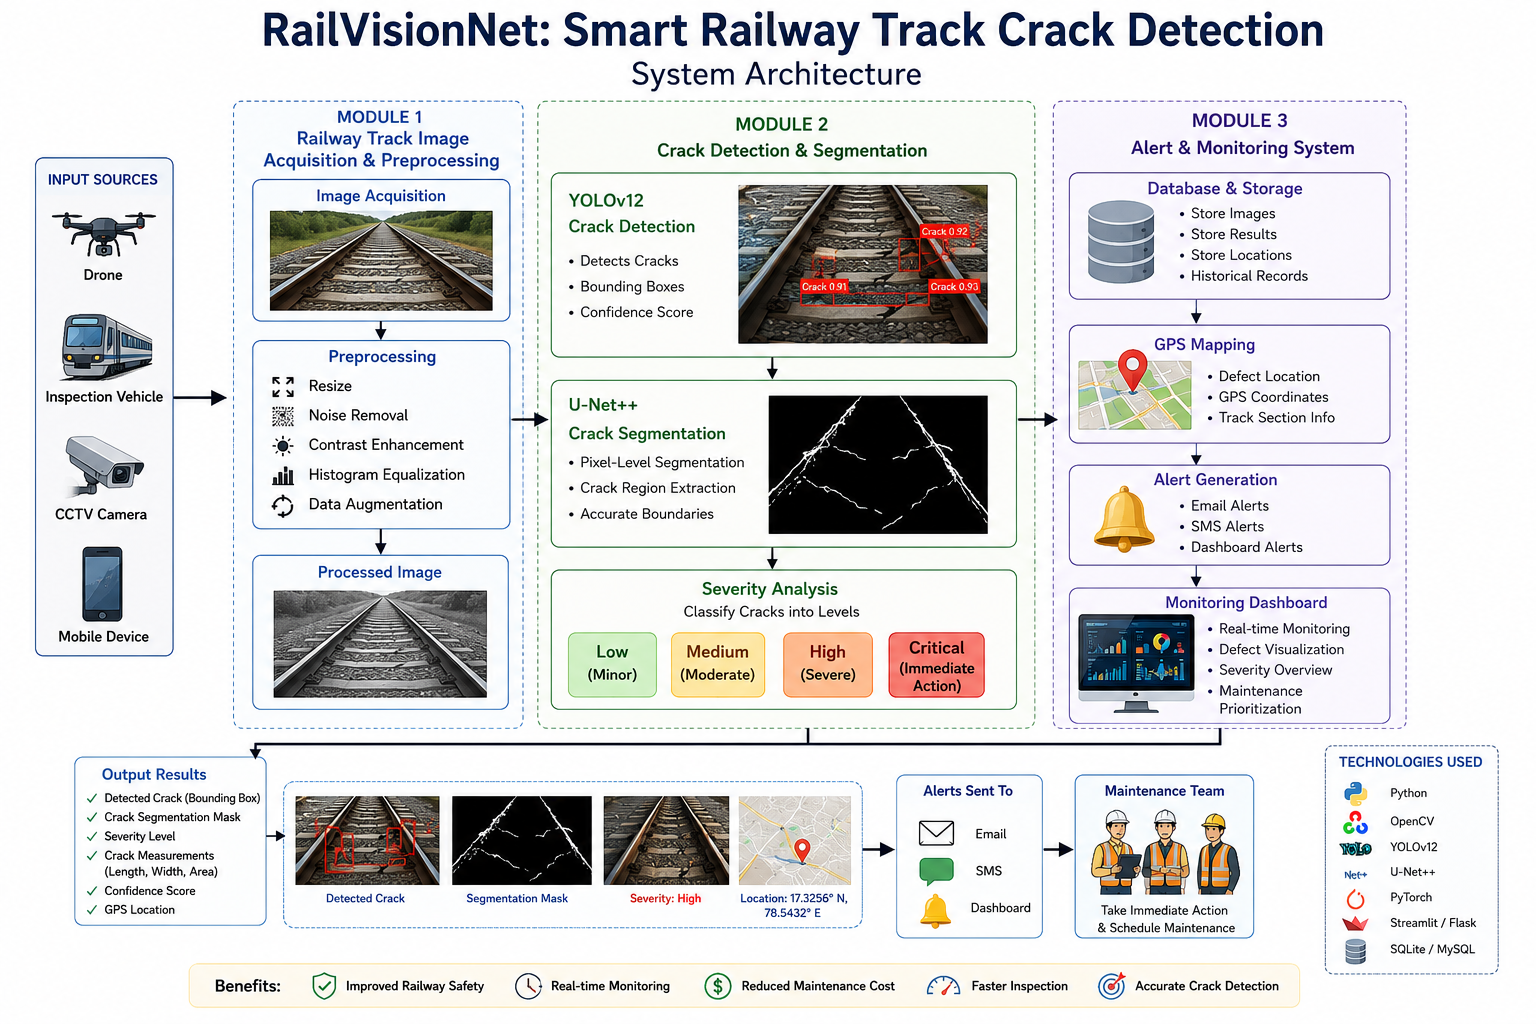 RailVisionNet: Smart Railway Track Crack Detection
System Architecture
INPUT SOURCES
Drone
Inspection Vehicle
CCTV Camera
Mobile Device
MODULE 1
Railway Track Image
Acquisition & Preprocessing
Image Acquisition
Preprocessing
Resize
Noise Removal
Contrast Enhancement
Histogram Equalization
Data Augmentation
Processed Image
MODULE 2
Crack Detection & Segmentation
YOLOv12
Crack Detection
• Detects Cracks
• Bounding Boxes
• Confidence Score
Crack 0.92
Crack 0.91
Crack 0.93
U-Net++
Crack Segmentation
• Pixel-Level Segmentation
• Crack Region Extraction
• Accurate Boundaries
Severity Analysis
Classify Cracks into Levels
Low
(Minor)
Medium
(Moderate)
High
(Severe)
Critical
(Immediate
Action)
MODULE 3
Alert & Monitoring System
Database & Storage
• Store Images
• Store Results
• Store Locations
• Historical Records
GPS Mapping
• Defect Location
• GPS Coordinates
• Track Section Info
Alert Generation
• Email Alerts
• SMS Alerts
• Dashboard Alerts
Monitoring Dashboard
• Real-time Monitoring
• Defect Visualization
• Severity Overview
• Maintenance
Prioritization
Output Results
✓ Detected Crack (Bounding Box)
✓ Crack Segmentation Mask
✓ Severity Level
✓ Crack Measurements
(Length, Width, Area)
✓ Confidence Score
✓ GPS Location
Detected Crack
Segmentation Mask
Severity: High
Location: 17.3256° N,
78.5432° E
Alerts Sent To
Email
SMS
Dashboard
Maintenance Team
Take Immediate Action
& Schedule Maintenance
TECHNOLOGIES USED
Python
OpenCV
YOLO YOLOv12
Net++ U-Net++
PyTorch
Streamlit / Flask
SQLite / MySQL
Benefits:
Improved Railway Safety
Real-time Monitoring
$ Reduced Maintenance Cost
Faster Inspection
Accurate Crack Detection